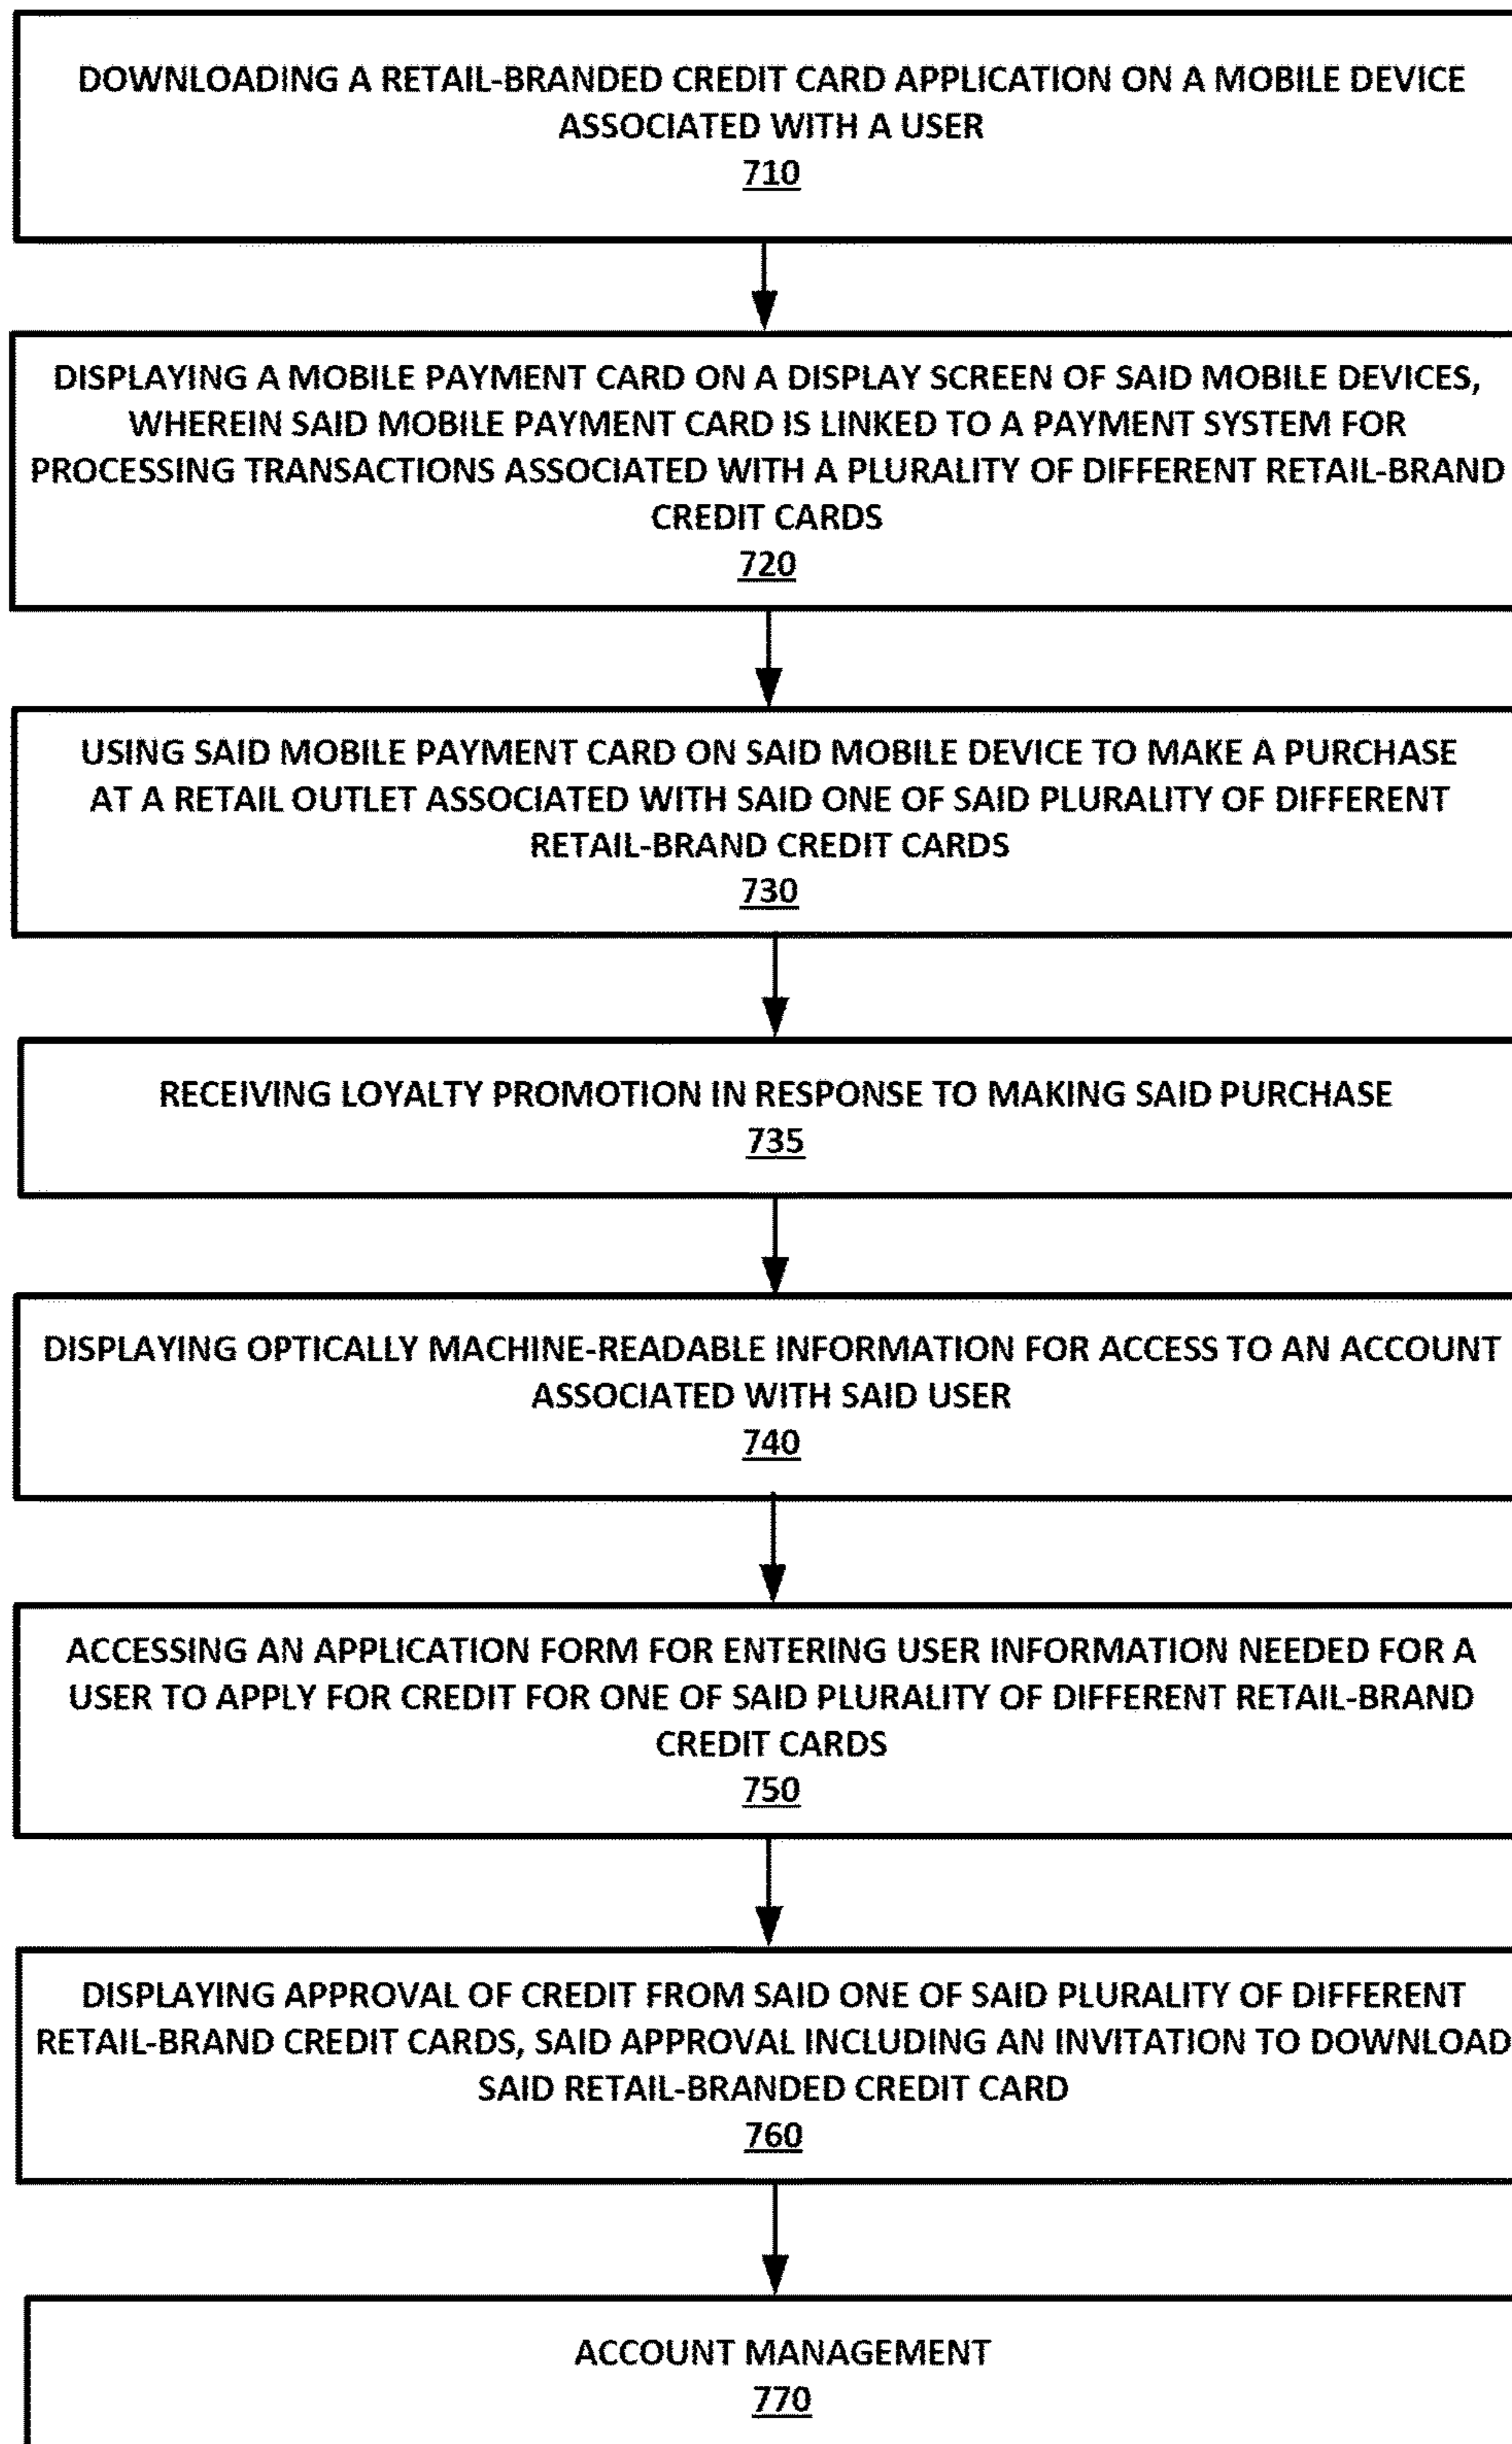 DOWNLOADING A RETAIL-BRANDED CREDIT CARD APPLICATION ON A MOBILE DEVICE
ASSOCIATED WITH A USER
710
DISPLAYING A MOBILE PAYMENT CARD ON A DISPLAY SCREEN OF SAID MOBILE DEVICES,
WHEREIN SAID MOBILE PAYMENT CARD IS LINKED TO A PAYMENT SYSTEM FOR
PROCESSING TRANSACTIONS ASSOCIATED WITH A PLURALITY OF DIFFERENT RETAIL-BRAND
CREDIT CARDS
720
USING SAID MOBILE PAYMENT CARD ON SAID MOBILE DEVICE TO MAKE A PURCHASE
AT A RETAIL OUTLET ASSOCIATED WITH SAID ONE OF SAID PLURALITY OF DIFFERENT
RETAIL-BRAND CREDIT CARDS
730
RECEIVING LOYALTY PROMOTION IN RESPONSE TO MAKING SAID PURCHASE
735
DISPLAYING OPTICALLY MACHINE-READABLE INFORMATION FOR ACCESS TO AN ACCOUNT
ASSOCIATED WITH SAID USER
740
ACCESSING AN APPLICATION FORM FOR ENTERING USER INFORMATION NEEDED FOR A
USER TO APPLY FOR CREDIT FOR ONE OF SAID PLURALITY OF DIFFERENT RETAIL-BRAND
CREDIT CARDS
750
DISPLAYING APPROVAL OF CREDIT FROM SAID ONE OF SAID PLURALITY OF DIFFERENT
RETAIL-BRAND CREDIT CARDS, SAID APPROVAL INCLUDING AN INVITATION TO DOWNLOAD
SAID RETAIL-BRANDED CREDIT CARD
760
ACCOUNT MANAGEMENT
770